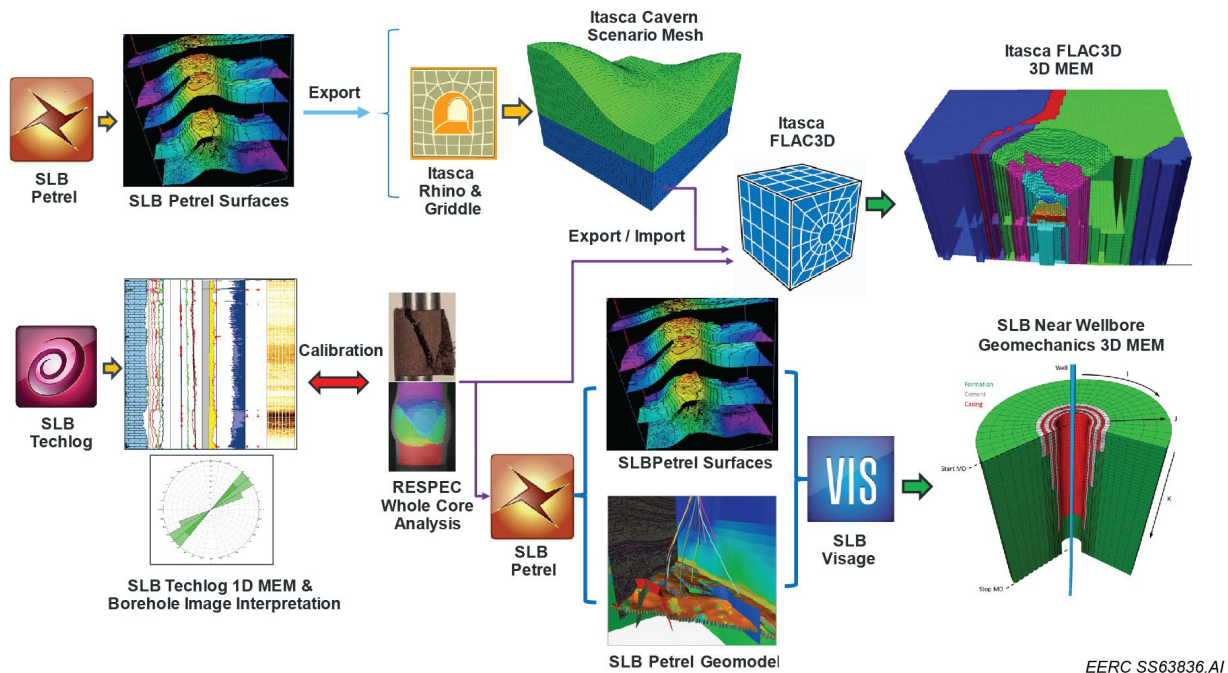 Itasca Cavern
Scenario Mesh
Itasca FLAC3D
3D MEM
Export
Itasca
FLAC3D
SLB
Petrel
SLB Petrel Surfaces
Itasca
Rhino &
Griddle
Export / Import
SLB Near Wellbore
Geomechanics 3D MEM
Calibration
Well
I
Formation
Cement
Casing
J
SLB
Techlog
SLBPetrel Surfaces
Start MD
VIS
K
RESPEC
Whole Core
Analysis
SLB
Petrel
SLB
Visage
SLB Techlog 1D MEM &
Borehole Image Interpretation
Stop MD
SLB Petrel Geomodel
EERC SS63836.AI